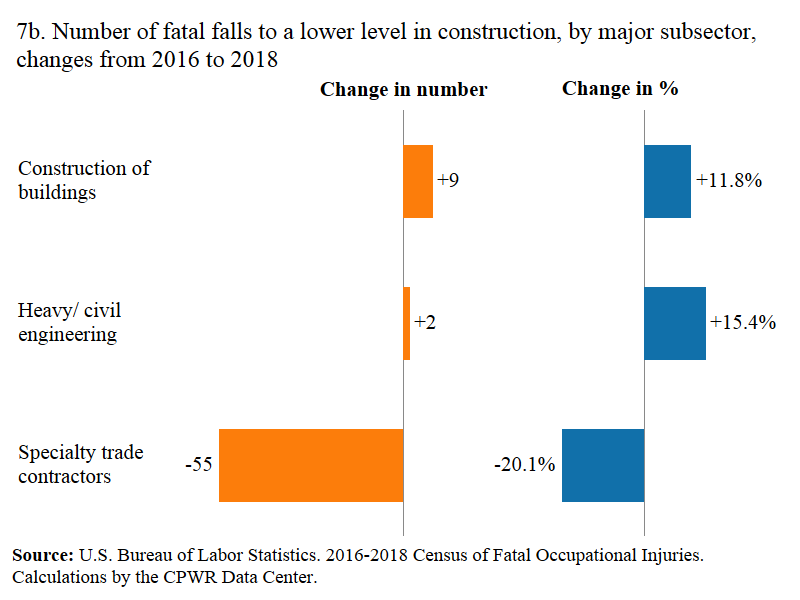 7b. Number of fatal falls to a lower level in construction, by major subsector,
changes from 2016 to 2018
Change in number
Change in %
Construction of
buildings
+9
+11.8%
Heavy/ civil
engineering
+2
+15.4%
Specialty trade
contractors
-55
-20.1%
Source: U.S. Bureau of Labor Statistics. 2016-2018 Census of Fatal Occupational Injuries.
Calculations by the CPWR Data Center.